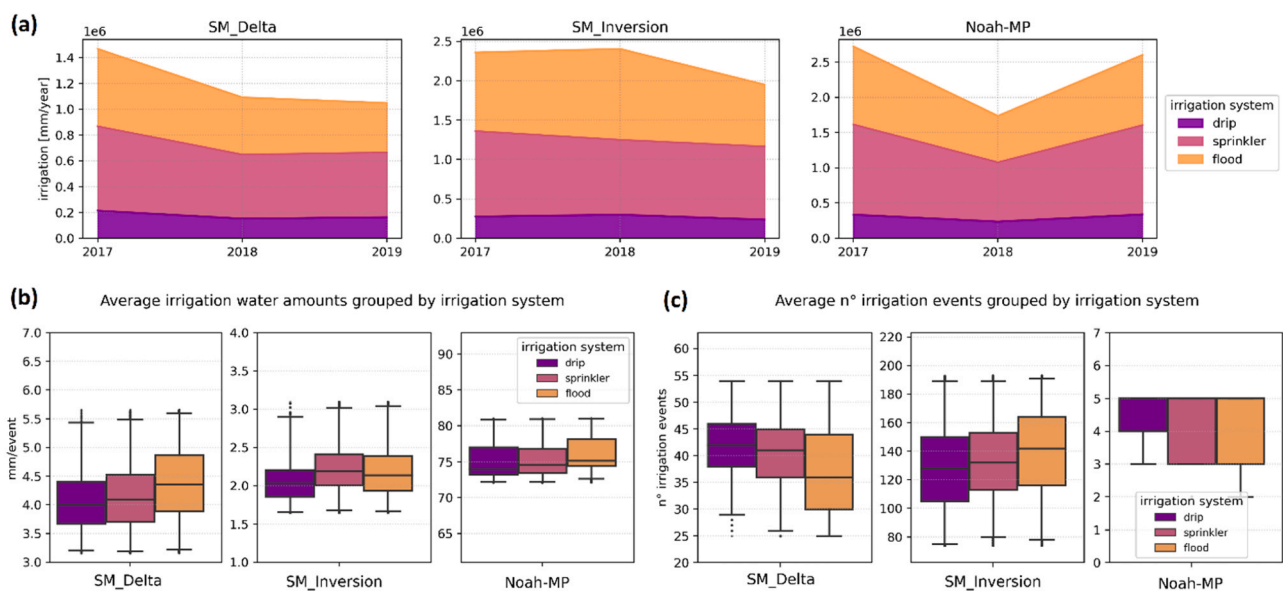 (a)
SM_Delta
SM_Inversion
Noah-MP
1e6
1e6
1e6
irrigation [mm/year]
1.4
1.2
1.0
0.8
0.6
0.4
0.2
0.0
2017
2018
2019
2.5
2.0
1.5
1.0
0.5
0.0
2017
2018
2019
2.5
2.0
1.5
1.0
0.5
0.0
2017
2018
2019
irrigation system
drip
sprinkler
flood
(b)
Average irrigation water amounts grouped by irrigation system
mm/event
7.0
6.5
6.0
5.5
5.0
4.5
4.0
3.5
3.0
SM_Delta
4.0
3.5
3.0
2.5
2.0
1.5
1.0
SM_Inversion
90
85
80
75
70
65
irrigation system
drip
sprinkler
flood
Noah-MP
(c)
Average n° irrigation events grouped by irrigation system
n° irrigation events
60
55
50
45
40
35
30
25
20
SM_Delta
220
200
180
160
140
120
100
80
SM_Inversion
7
6
5
4
3
2
1
0
irrigation system
drip
sprinkler
flood
Noah-MP